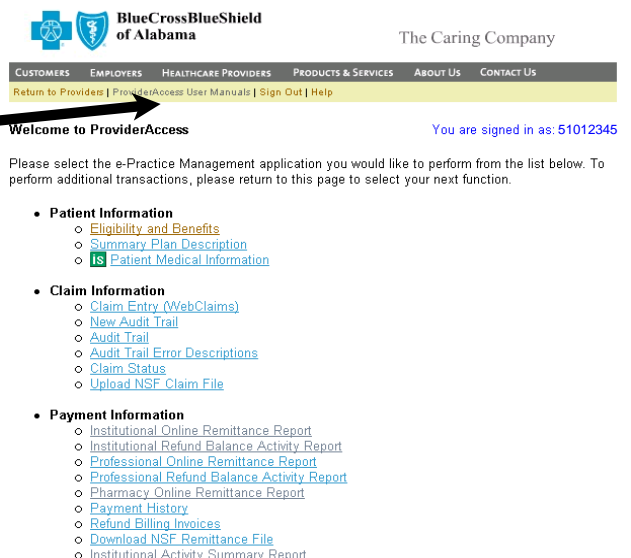 BlueCrossBlueShield
of Alabama
The Caring Company
CUSTOMERS EMPLOYERS HEALTHCARE PROVIDERS PRODUCTS & SERVICES ABOUT US CONTACT US
Return to Providers | ProviderAccess User Manuals | Sign Out | Help
Welcome to ProviderAccess
You are signed in as: 51012345
Please select the e-Practice Management application you would like to perform from the list below. To
perform additional transactions, please return to this page to select your next function.
• Patient Information
o Eligibility and Benefits
o Summary Plan Description
o is Patient Medical Information
• Claim Information
o Claim Entry (WebClaims)
o New Audit Trail
o Audit Trail
o Audit Trail Error Descriptions
o Claim Status
o Upload NSF Claim File
• Payment Information
o Institutional Online Remittance Report
o Institutional Refund Balance Activity Report
o Professional Online Remittance Report
o Professional Refund Balance Activity Report
o Pharmacy Online Remittance Report
o Payment History
o Refund Billing Invoices
o Download NSF Remittance File
o Institutional Activity Summary Report